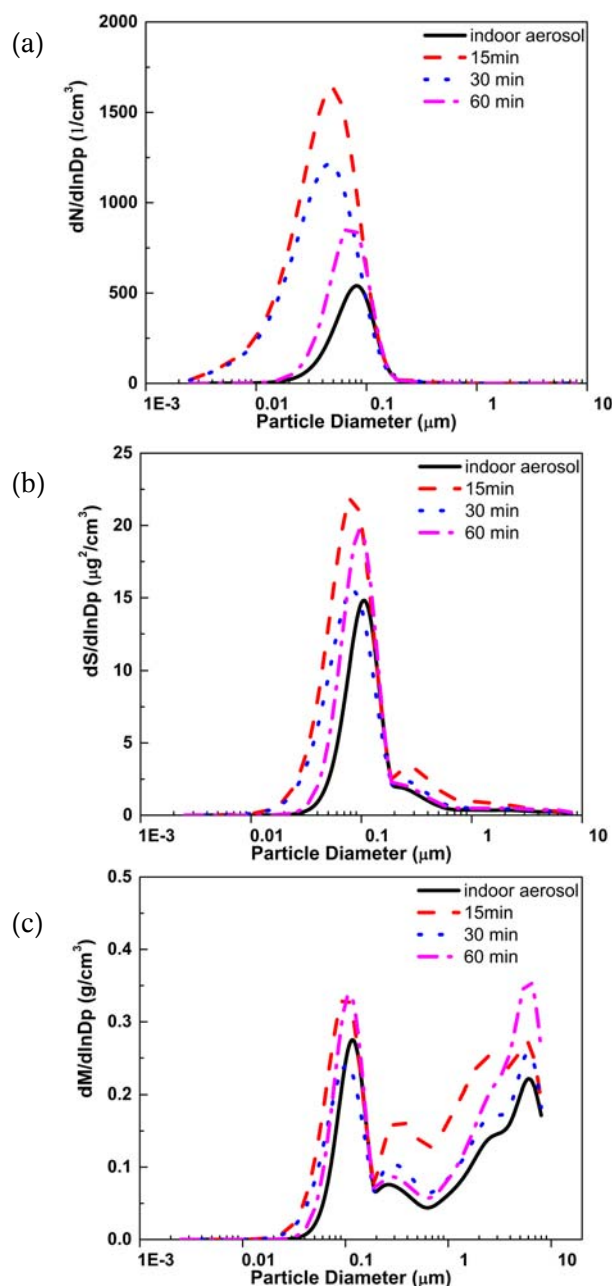 (a)
2000
1500
1000
500
0
dN/dlnDp (1/cm³)
indoor aerosol
15min
30 min
60 min
1E-3 0.01 0.1 1 10
Particle Diameter (μm)
(b)
25
20
15
10
5
0
dS/dlnDp (μg²/cm³)
indoor aerosol
15min
30 min
60 min
1E-3 0.01 0.1 1 10
Particle Diameter (μm)
(c)
0.5
0.4
0.3
0.2
0.1
0.0
dM/dlnDp (g/cm³)
indoor aerosol
15min
30 min
60 min
1E-3 0.01 0.1 1 10
Particle Diameter (μm)